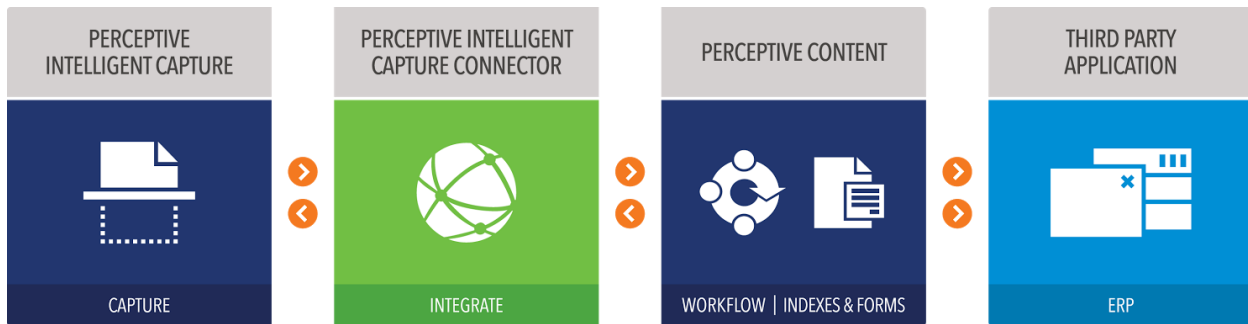 PERCEPTIVE
INTELLIGENT CAPTURE
CAPTURE
PERCEPTIVE INTELLIGENT
CAPTURE CONNECTOR
INTEGRATE
PERCEPTIVE CONTENT
WORKFLOW | INDEXES & FORMS
THIRD PARTY
APPLICATION
ERP